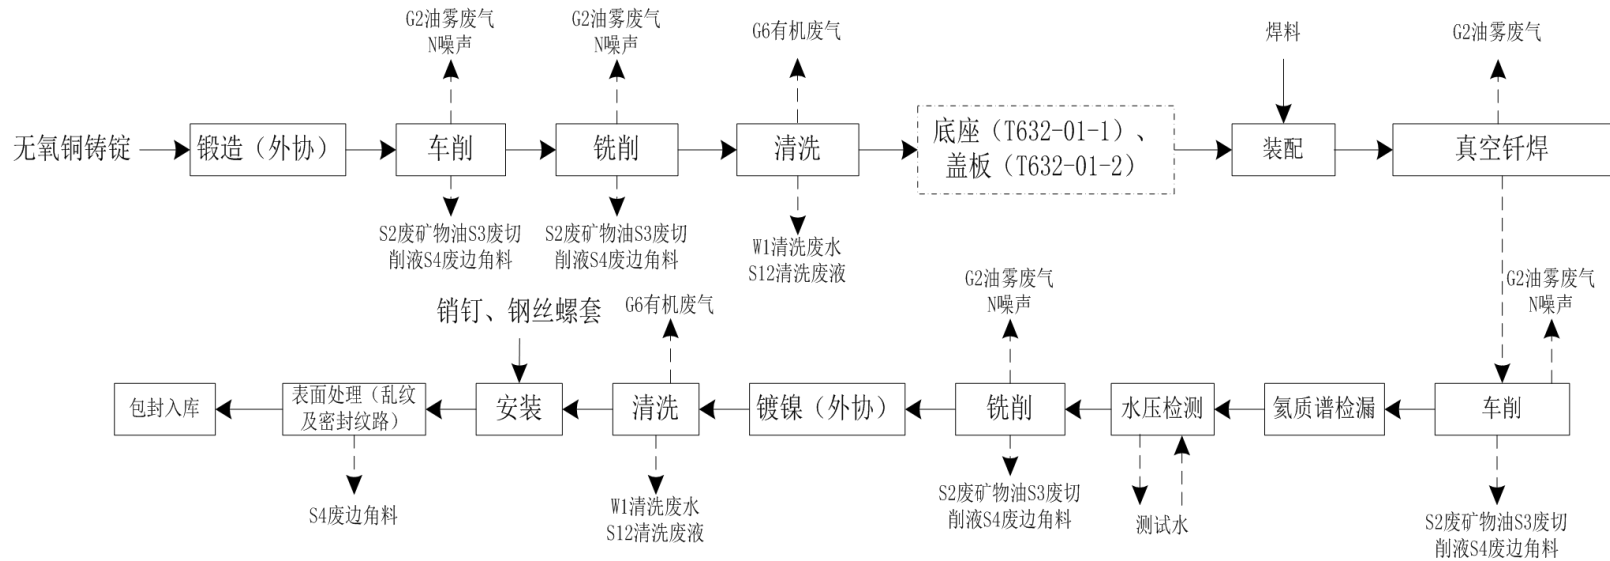 G2油雾废气
N噪声
G2油雾废气
N噪声
G6有机废气
焊料
G2油雾废气
无氧铜铸锭
锻造（外协）
车削
铣削
清洗
底座（T632-01-1）、
盖板（T632-01-2）
装配
真空钎焊
S2废矿物油S3废切
削液S4废边角料
S2废矿物油S3废切
削液S4废边角料
W1清洗废水
S12清洗废液
销钉、钢丝螺套
G6有机废气
G2油雾废气
N噪声
G2油雾废气
N噪声
包封入库
表面处理（乱纹
及密封纹路）
安装
清洗
镀镍（外协）
铣削
水压检测
氦质谱检漏
车削
S4废边角料
W1清洗废水
S12清洗废液
S2废矿物油S3废切
削液S4废边角料
测试水
S2废矿物油S3废切
削液S4废边角料